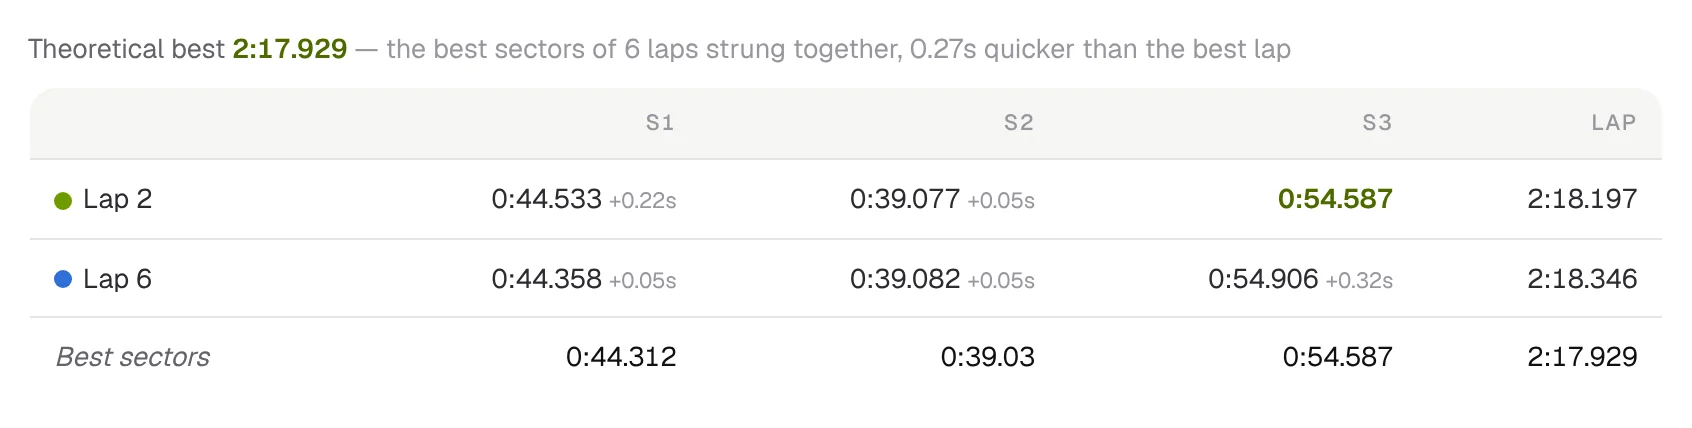 Theoretical best 2:17.929 — the best sectors of 6 laps strung together, 0.27s quicker than the best lap
S1 S2 S3 LAP
Lap 2 0:44.533 +0.22s 0:39.077 +0.05s 0:54.587 2:18.197
Lap 6 0:44.358 +0.05s 0:39.082 +0.05s 0:54.906 +0.32s 2:18.346
Best sectors 0:44.312 0:39.03 0:54.587 2:17.929